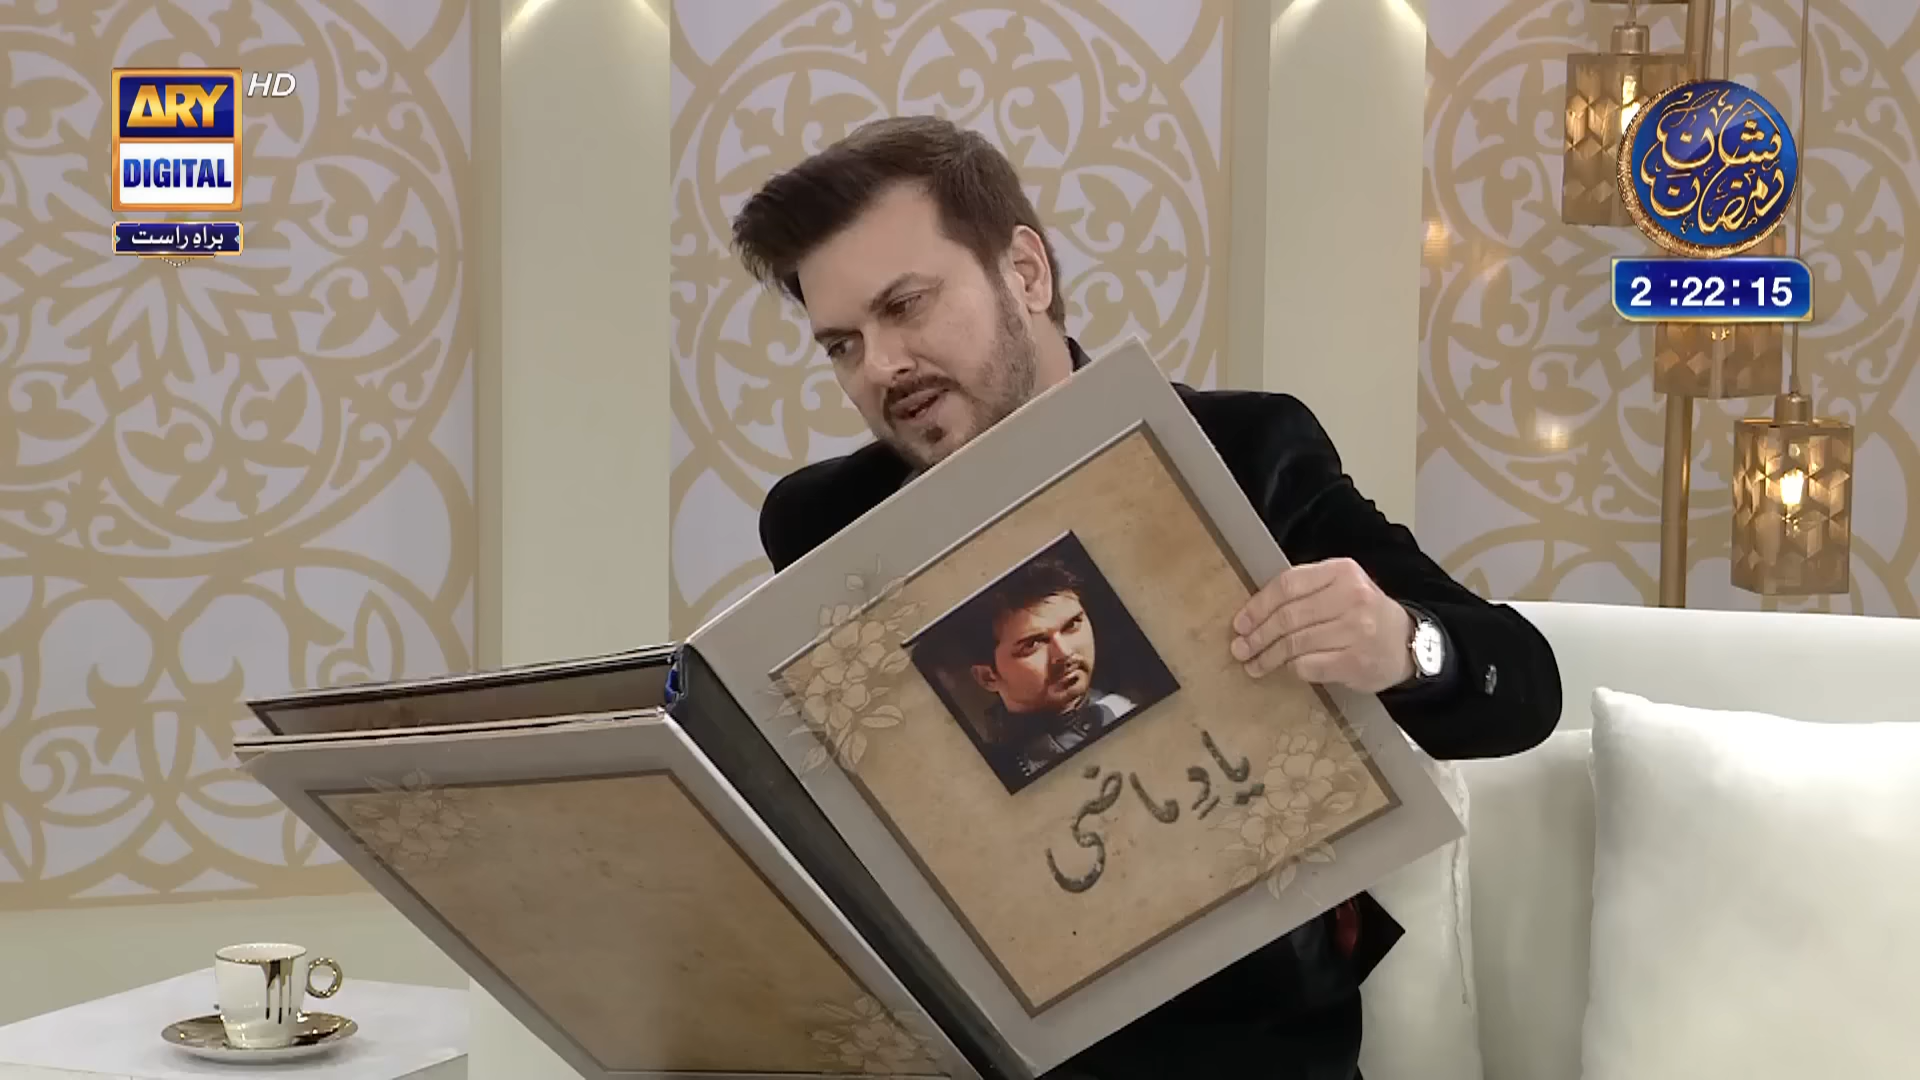 ARY HD
DIGITAL
براہِ راست
شان
رمضان
2 :22:15
یادِ ماضی